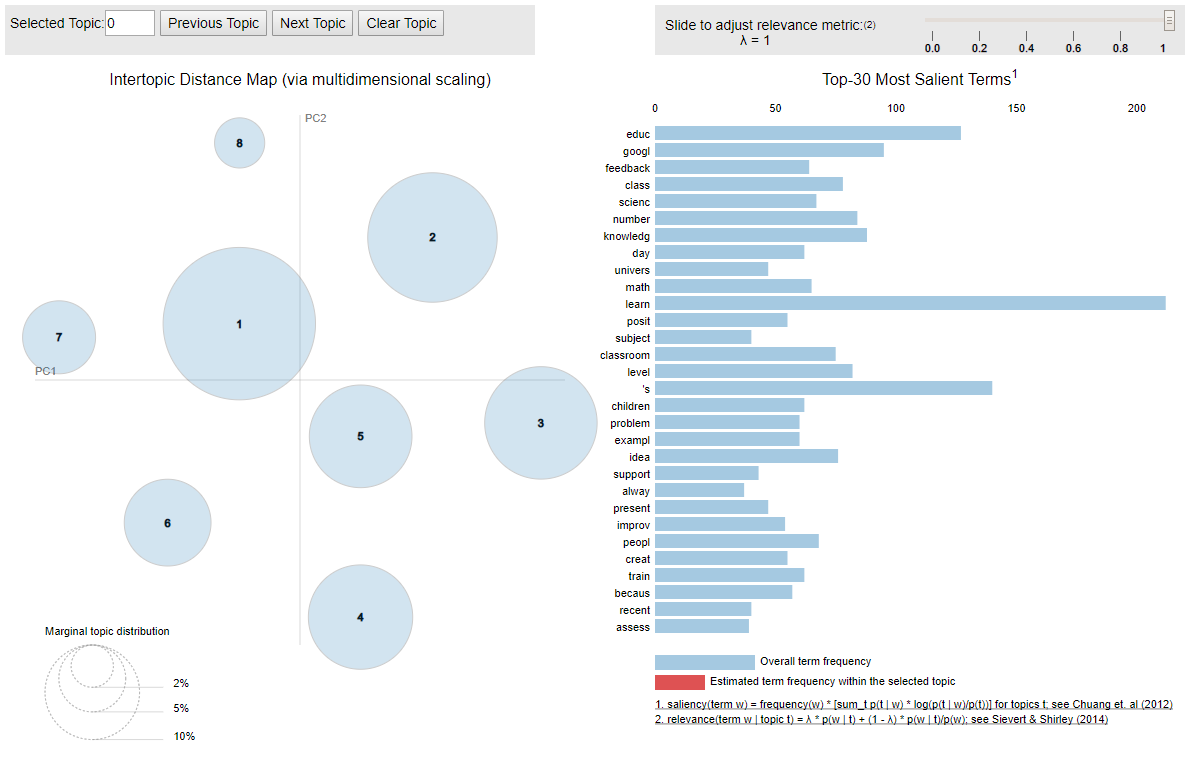 Selected Topic: 0 Previous Topic Next Topic Clear Topic
Slide to adjust relevance metric:(2)
λ = 1
0.0 0.2 0.4 0.6 0.8 1
Intertopic Distance Map (via multidimensional scaling)
PC2
PC1
8
2
1
7
3
5
6
4
Marginal topic distribution
2%
5%
10%
Top-30 Most Salient Terms1
0 50 100 150 200
educ
googl
feedback
class
scienc
number
knowledg
day
univers
math
learn
posit
subject
classroom
level
's
children
problem
exampl
idea
support
alway
present
improv
peopl
creat
train
becaus
recent
assess
Overall term frequency
Estimated term frequency within the selected topic
1. saliency(term w) = frequency(w) * [sum_t p(t | w) * log(p(t | w)/p(t))] for topics t; see Chuang et. al (2012)
2. relevance(term w | topic t) = λ * p(w | t) + (1 - λ) * p(w | t)/p(w); see Sievert & Shirley (2014)